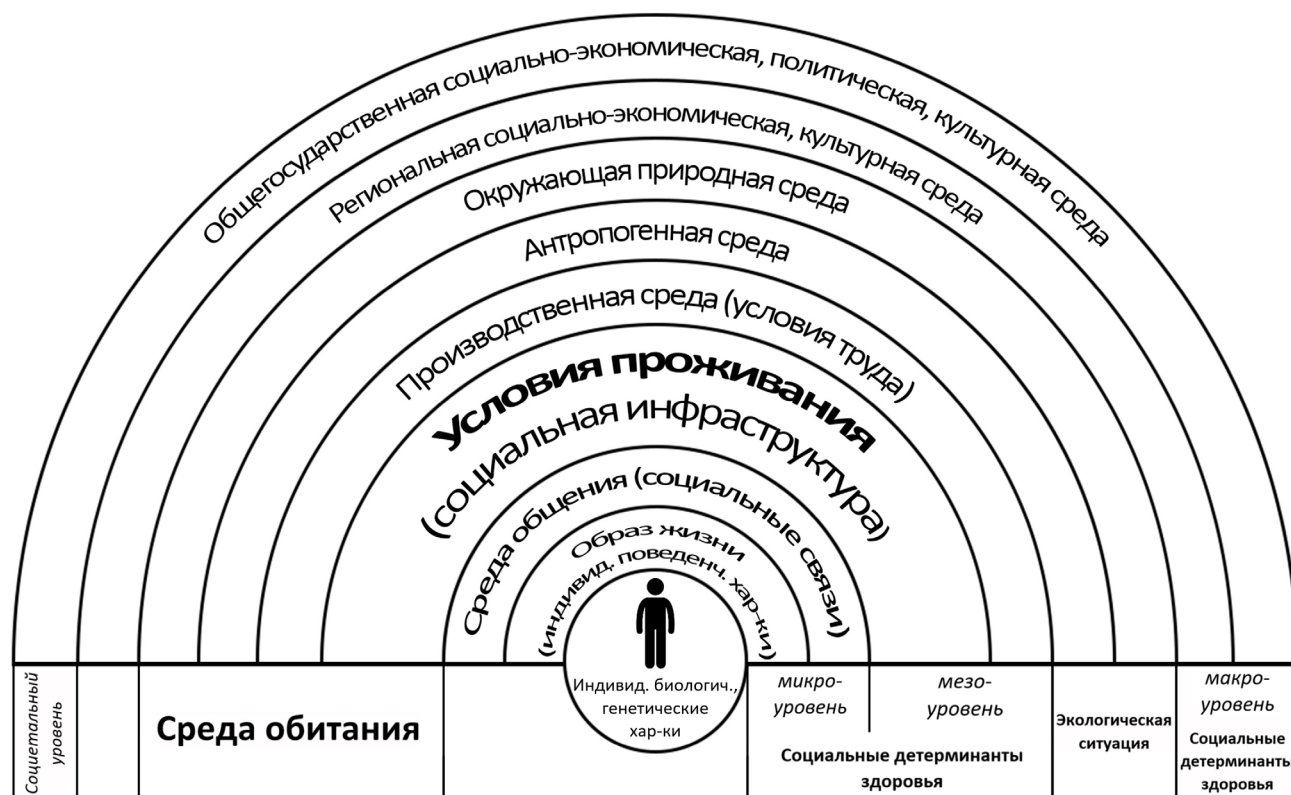 Общегосударственная социально-экономическая, политическая, культурная среда
Региональная социально-экономическая, культурная среда
Окружающая природная среда
Антропогенная среда
Производственная среда (условия труда)
Условия проживания
(социальная инфраструктура)
Среда общения (социальные связи)
Образ жизни
(индивид. поведенч. хар-ки)
Индивид. биологич.,
генетические
хар-ки
Социетальный
уровень
Среда обитания
микро-
уровень
мезо-
уровень
Социальные детерминанты
здоровья
Экологическая
ситуация
макро-
уровень
Социальные
детерминанты
здоровья